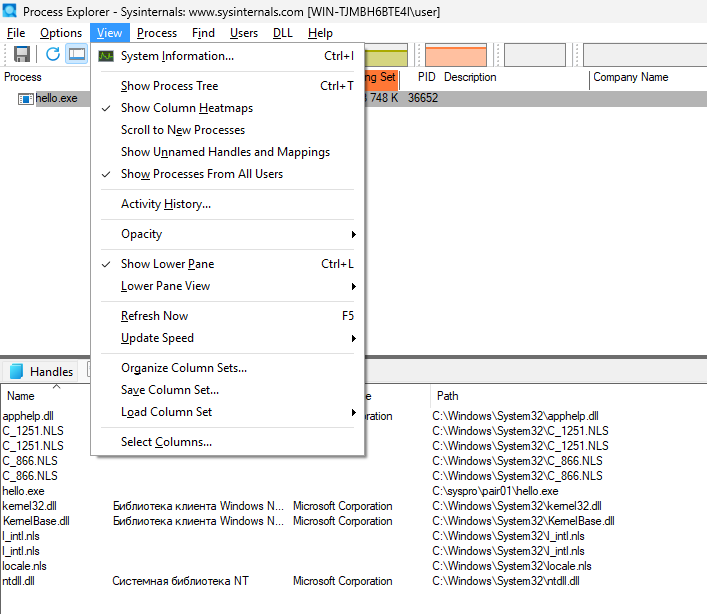 Process Explorer - Sysinternals: www.sysinternals.com [WIN-TJMBH6BTE4I\user]
File Options View Process Find Users DLL Help
System Information... Ctrl+I
Show Process Tree Ctrl+T
Show Column Heatmaps
Scroll to New Processes
Show Unnamed Handles and Mappings
Show Processes From All Users
Activity History...
Opacity
Show Lower Pane Ctrl+L
Lower Pane View
Refresh Now F5
Update Speed
Organize Column Sets...
Save Column Set...
Load Column Set
Select Columns...
Process ng Set PID Description Company Name
hello.exe 748 K 36652
Handles
Name Path
apphelp.dll C:\Windows\System32\apphelp.dll
C_1251.NLS C:\Windows\System32\C_1251.NLS
C_1251.NLS C:\Windows\System32\C_1251.NLS
C_866.NLS C:\Windows\System32\C_866.NLS
C_866.NLS C:\Windows\System32\C_866.NLS
hello.exe C:\syspro\pair01\hello.exe
kernel32.dll Библиотека клиента Windows N... Microsoft Corporation C:\Windows\System32\kernel32.dll
KernelBase.dll Библиотека клиента Windows N... Microsoft Corporation C:\Windows\System32\KernelBase.dll
l_intl.nls C:\Windows\System32\l_intl.nls
l_intl.nls C:\Windows\System32\l_intl.nls
locale.nls C:\Windows\System32\locale.nls
ntdll.dll Системная библиотека NT Microsoft Corporation C:\Windows\System32\ntdll.dll